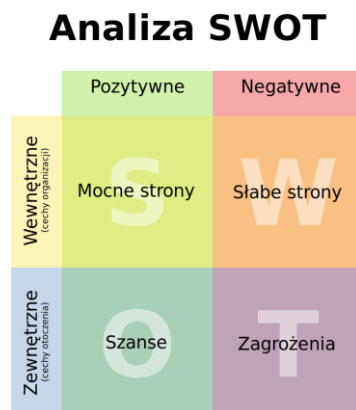 Analiza SWOT
Pozytywne Negatywne
Wewnętrzne
(cechy organizacji)
S W
Mocne strony Słabe strony
Zewnętrzne
(cechy otoczenia)
O T
Szanse Zagrożenia